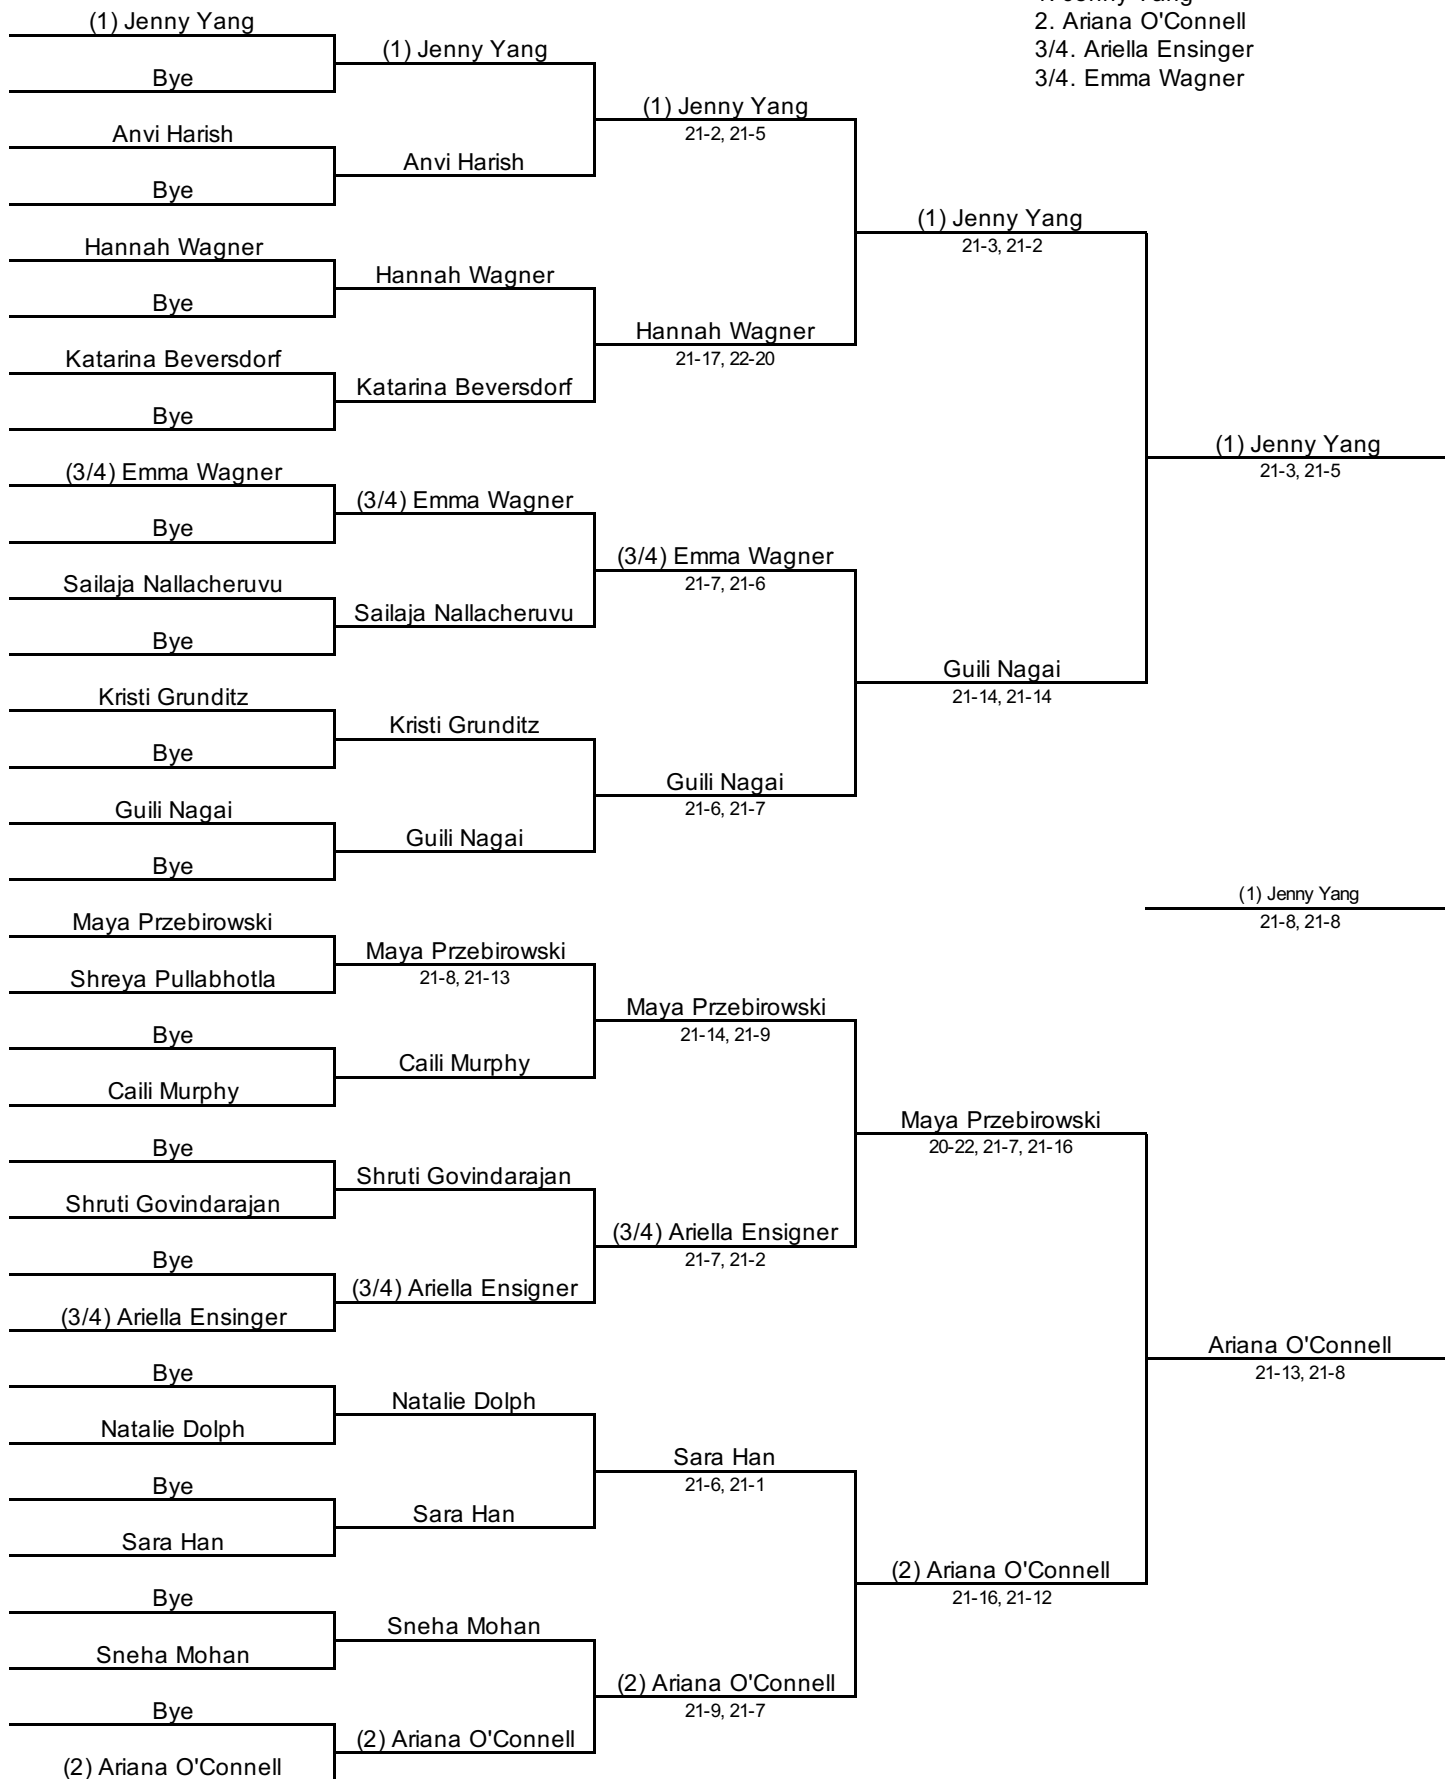 1. Jenny Yang
2. Ariana O'Connell
3/4. Ariella Ensinger
3/4. Emma Wagner
(1) Jenny Yang
Bye
Anvi Harish
Bye
Hannah Wagner
Bye
Katarina Beversdorf
Bye
(3/4) Emma Wagner
Bye
Sailaja Nallacheruvu
Bye
Kristi Grunditz
Bye
Guili Nagai
Bye
Maya Przebirowski
Shreya Pullabhotla
Bye
Caili Murphy
Bye
Shruti Govindarajan
Bye
(3/4) Ariella Ensinger
Bye
Natalie Dolph
Bye
Sara Han
Bye
Sneha Mohan
Bye
(2) Ariana O'Connell
(1) Jenny Yang
Anvi Harish
Hannah Wagner
Katarina Beversdorf
(3/4) Emma Wagner
Sailaja Nallacheruvu
Kristi Grunditz
Guili Nagai
Maya Przebirowski
21-8, 21-13
Caili Murphy
Shruti Govindarajan
(3/4) Ariella Ensigner
Natalie Dolph
Sara Han
Sneha Mohan
(2) Ariana O'Connell
(1) Jenny Yang
21-2, 21-5
Hannah Wagner
21-17, 22-20
(3/4) Emma Wagner
21-7, 21-6
Guili Nagai
21-6, 21-7
Maya Przebirowski
21-14, 21-9
(3/4) Ariella Ensigner
21-7, 21-2
Sara Han
21-6, 21-1
(2) Ariana O'Connell
21-9, 21-7
(1) Jenny Yang
21-3, 21-2
Guili Nagai
21-14, 21-14
Maya Przebirowski
20-22, 21-7, 21-16
(2) Ariana O'Connell
21-16, 21-12
(1) Jenny Yang
21-3, 21-5
(1) Jenny Yang
21-8, 21-8
Ariana O'Connell
21-13, 21-8